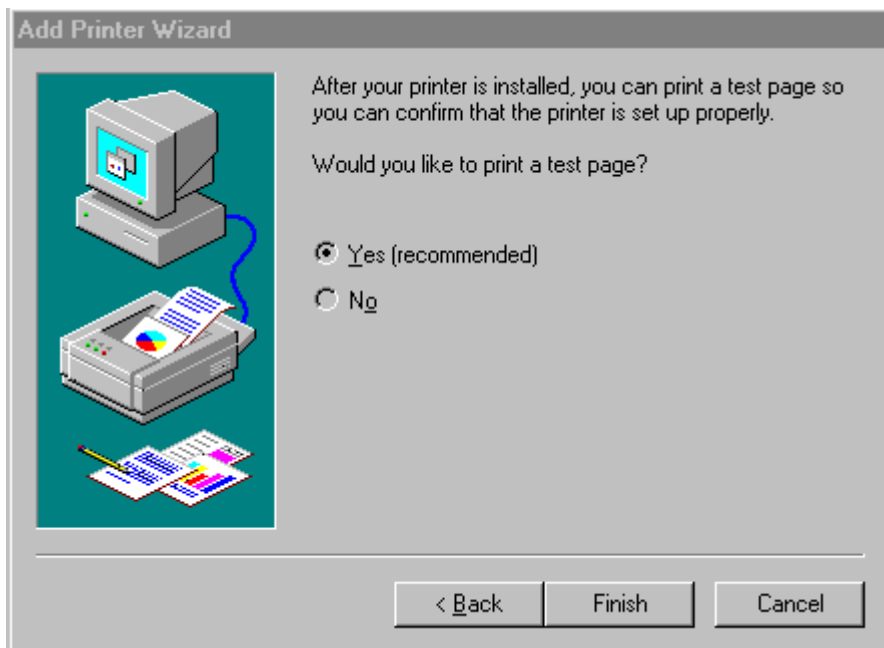 Add Printer Wizard
After your printer is installed, you can print a test page so
you can confirm that the printer is set up properly.
Would you like to print a test page?
Yes (recommended)
No
< Back
Finish
Cancel